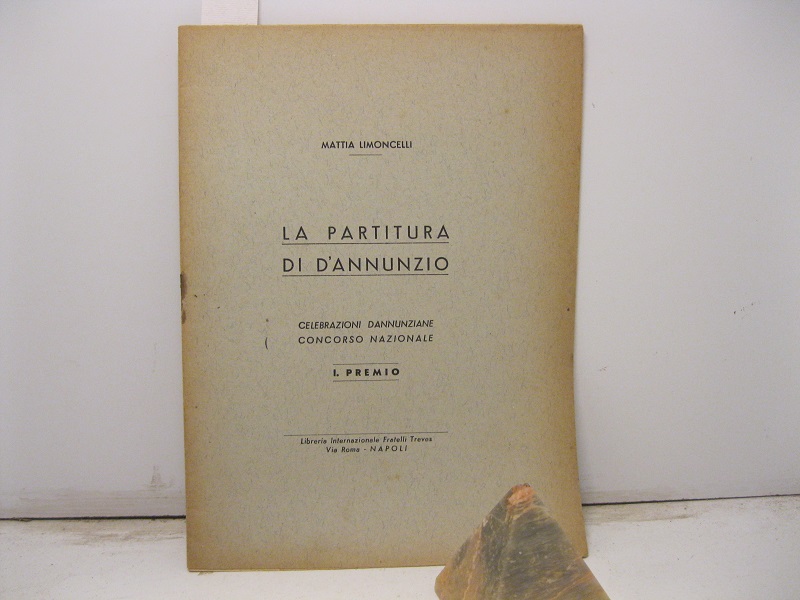 MATTIA LIMONCELLI
LA PARTITURA
DI D'ANNUNZIO
CELEBRAZIONI DANNUNZIANE
CONCORSO NAZIONALE
I. PREMIO
Libreria Internazionale Fratelli Treves
Via Roma - NAPOLI